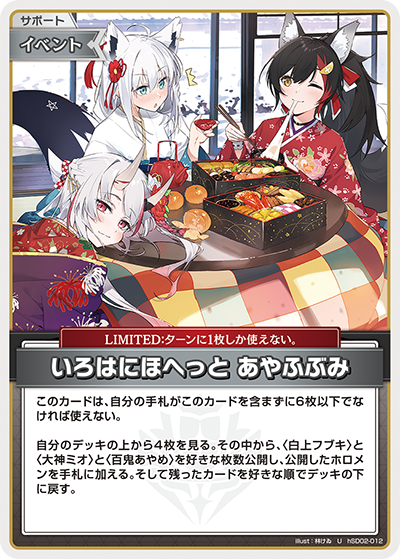 サポート
イベント
LIMITED:ターンに1枚しか使えない。
いろはにほへっと あやふぶみ
このカードは、自分の手札がこのカードを含まずに6枚以下でな
ければ使えない。
自分のデッキの上から4枚を見る。その中から、〈白上フブキ〉と
〈大神ミオ〉と〈百鬼あやめ〉を好きな枚数公開し、公開したホロメ
ンを手札に加える。そして残ったカードを好きな順でデッキの下
に戻す。
illust:林けゐ U hSD02-012